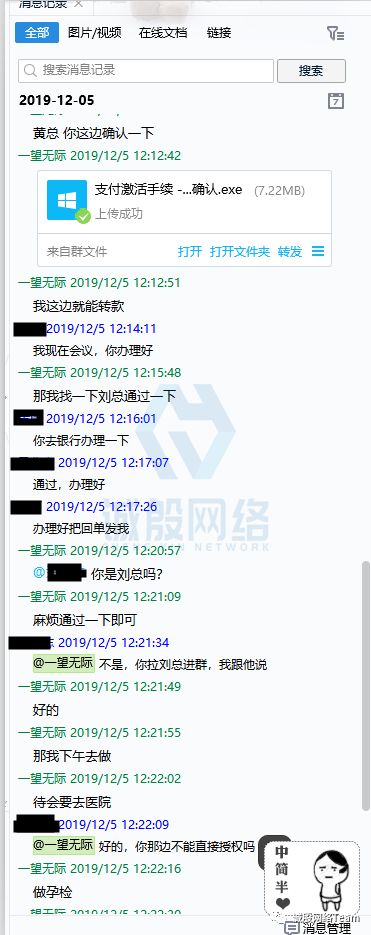 消息记录 ×
全部 图片/视频 在线文档 链接
搜索消息记录 搜索
2019-12-05 7
黄总 你这边确认一下
一望无际 2019/12/5 12:12:42
支付激活手续 -...确认.exe (7.22MB)
上传成功
来自群文件 打开 打开文件夹 转发
一望无际 2019/12/5 12:12:51
我这边就能转款
2019/12/5 12:14:11
我现在会议，你办理好
一望无际 2019/12/5 12:15:48
那我找一下刘总通过一下
2019/12/5 12:16:01
你去银行办理一下
2019/12/5 12:17:07
通过，办理好
2019/12/5 12:17:26
办理好把回单发我
诚殷网络
一望无际 2019/12/5 12:20:57
@ 你是刘总吗?
一望无际 2019/12/5 12:21:09
麻烦通过一下即可
2019/12/5 12:21:34
@一望无际 不是，你拉刘总进群，我跟他说
一望无际 2019/12/5 12:21:49
好的
一望无际 2019/12/5 12:21:55
那我下午去做
一望无际 2019/12/5 12:22:02
待会要去医院
2019/12/5 12:22:09
@一望无际 好的，你那边不能直接授权吗
一望无际 2019/12/5 12:22:16
做孕检
一望无际 2019/12/5 12:22:20
中简半
诚殷网络Team
消息管理